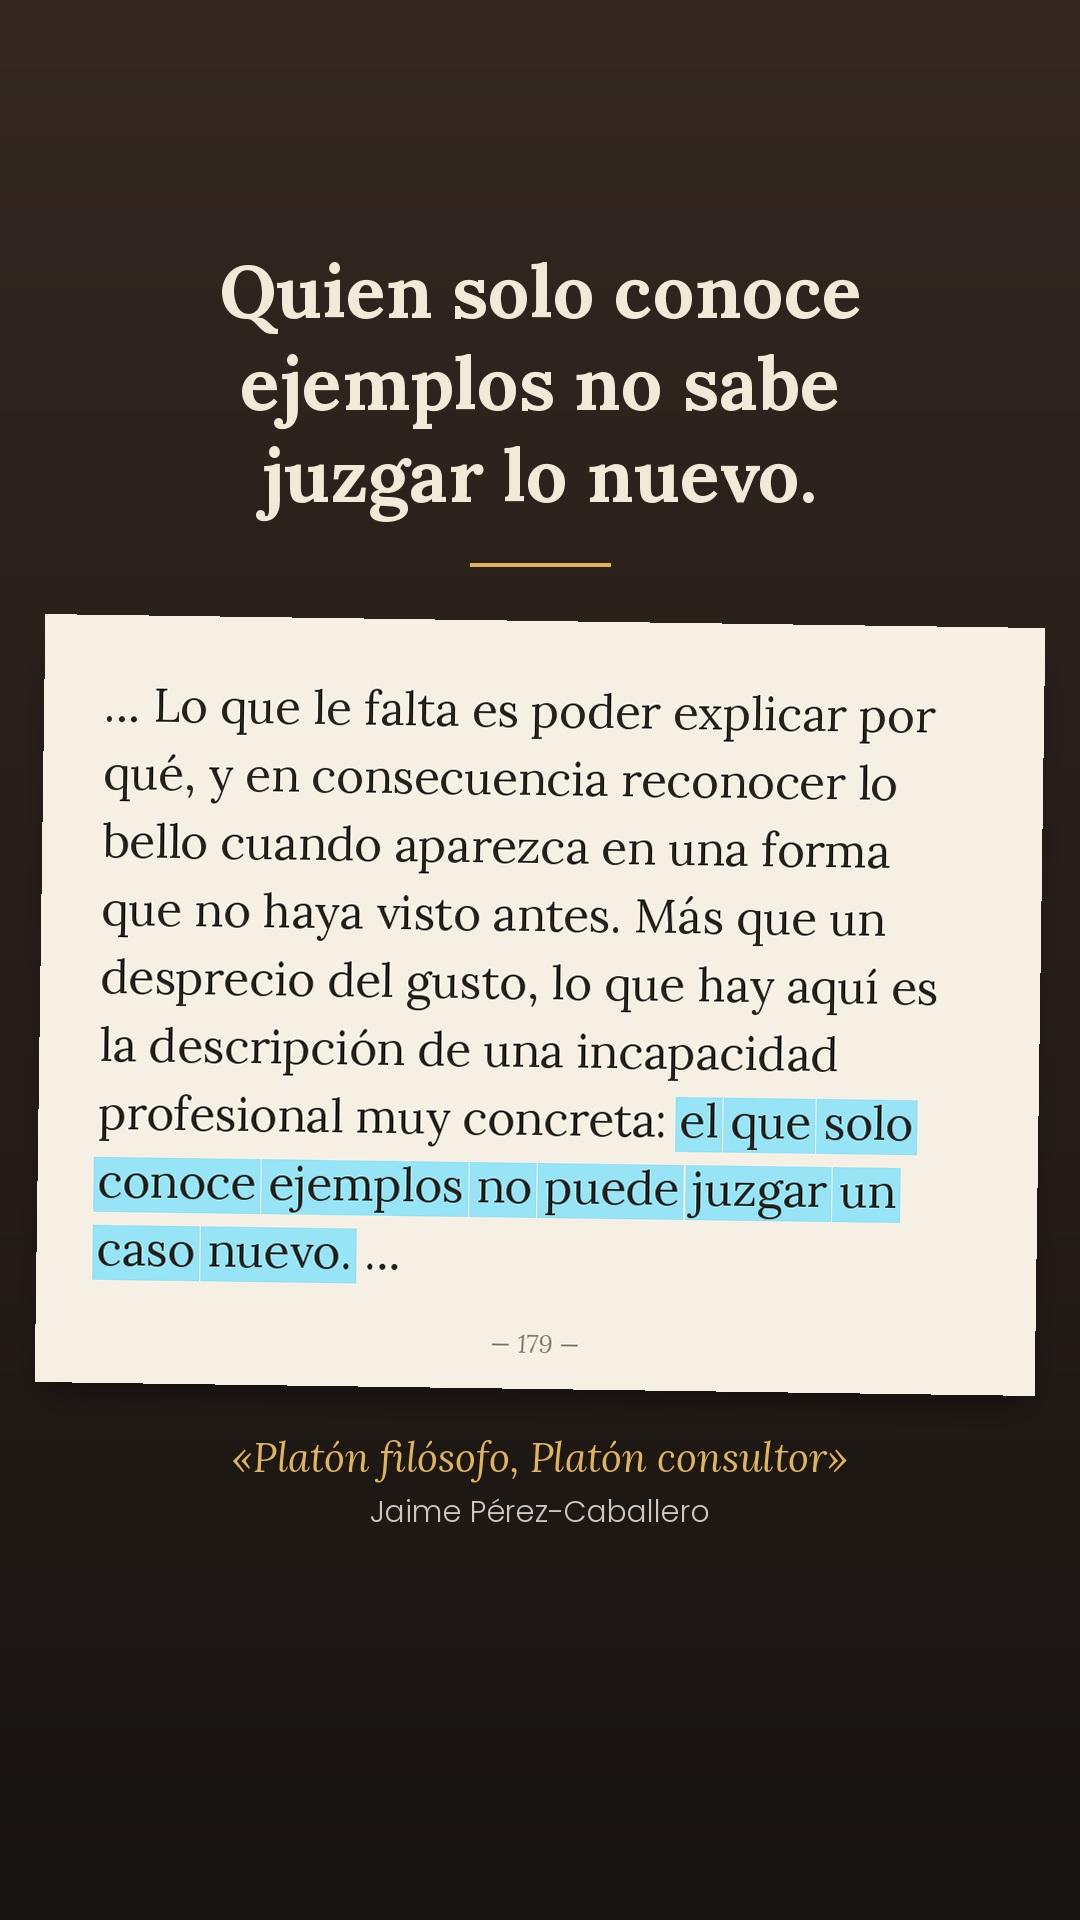 Quien solo conoce
ejemplos no sabe
juzgar lo nuevo.
... Lo que le falta es poder explicar por
qué, y en consecuencia reconocer lo
bello cuando aparezca en una forma
que no haya visto antes. Más que un
desprecio del gusto, lo que hay aquí es
la descripción de una incapacidad
profesional muy concreta: el que solo
conoce ejemplos no puede juzgar un
caso nuevo. ...
— 179 —
«Platón filósofo, Platón consultor»
Jaime Pérez-Caballero